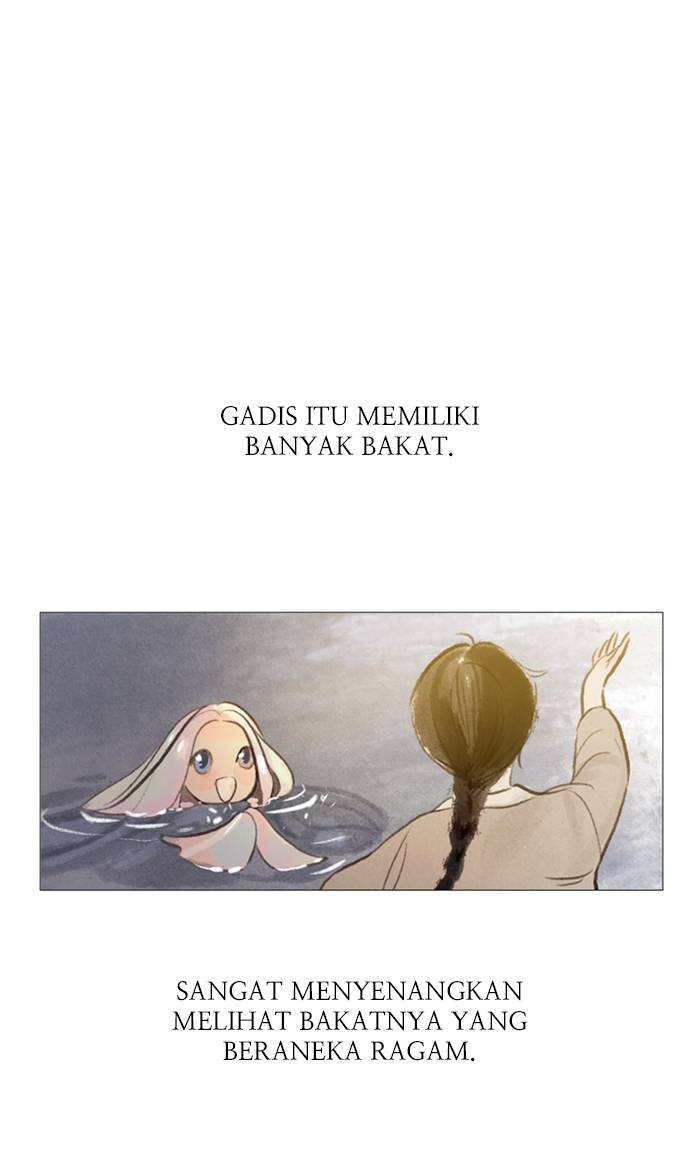 GADIS ITU MEMILIKI
BANYAK BAKAT.
SANGAT MENYENANGKAN
MELIHAT BAKATNYA YANG
BERANEKA RAGAM.